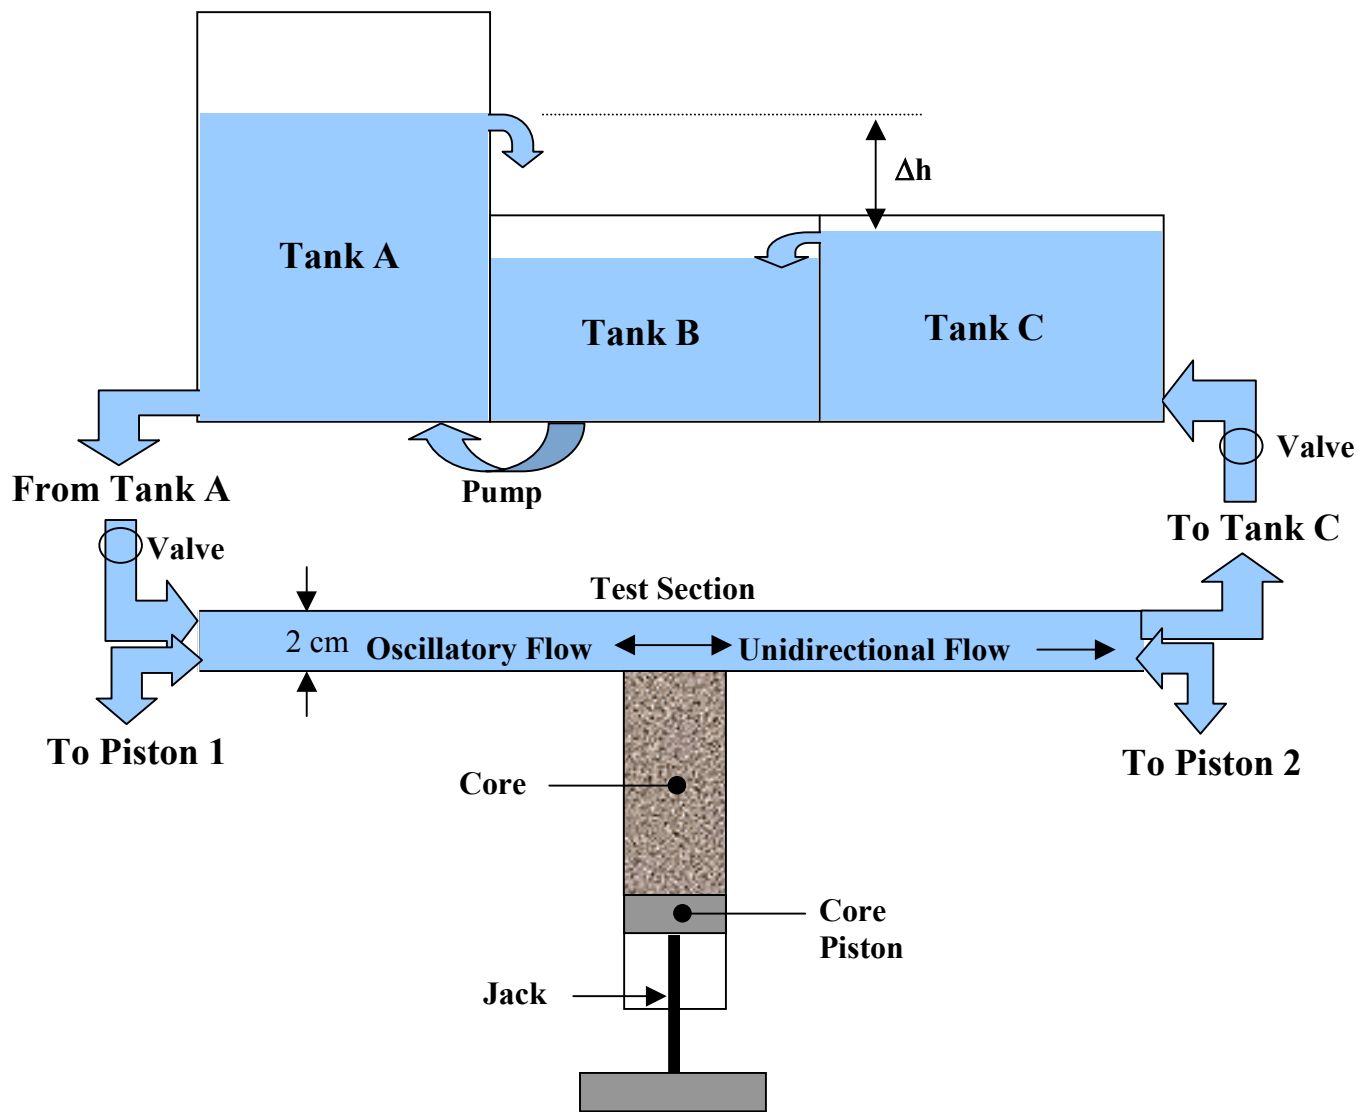 Δh
Tank A
Tank B
Tank C
Pump
Valve
From Tank A
To Tank C
Valve
Test Section
2 cm
Oscillatory Flow
Unidirectional Flow
To Piston 1
To Piston 2
Core
Core
Piston
Jack